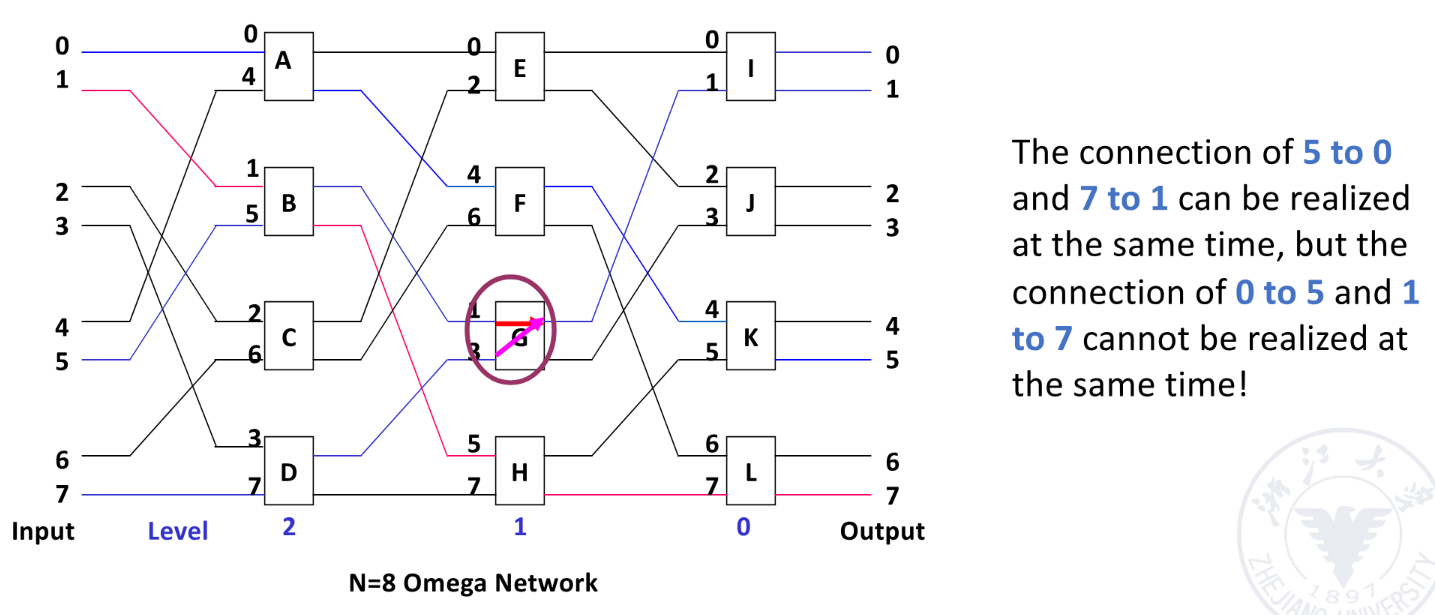 0 0 A 0 E 0 I 0
1 4 2 1 1
2 1 B 4 F 2 J 2
3 5 6 3 3
4 2 C 1 G 4 K 4
5 6 3 5 5
6 3 D 5 H 6 L 6
7 7 7 7 7
Input Level 2 1 0 Output
N=8 Omega Network
The connection of 5 to 0
and 7 to 1 can be realized
at the same time, but the
connection of 0 to 5 and 1
to 7 cannot be realized at
the same time!
浙江大学
ZHEJIANG UNIVERSITY
1897